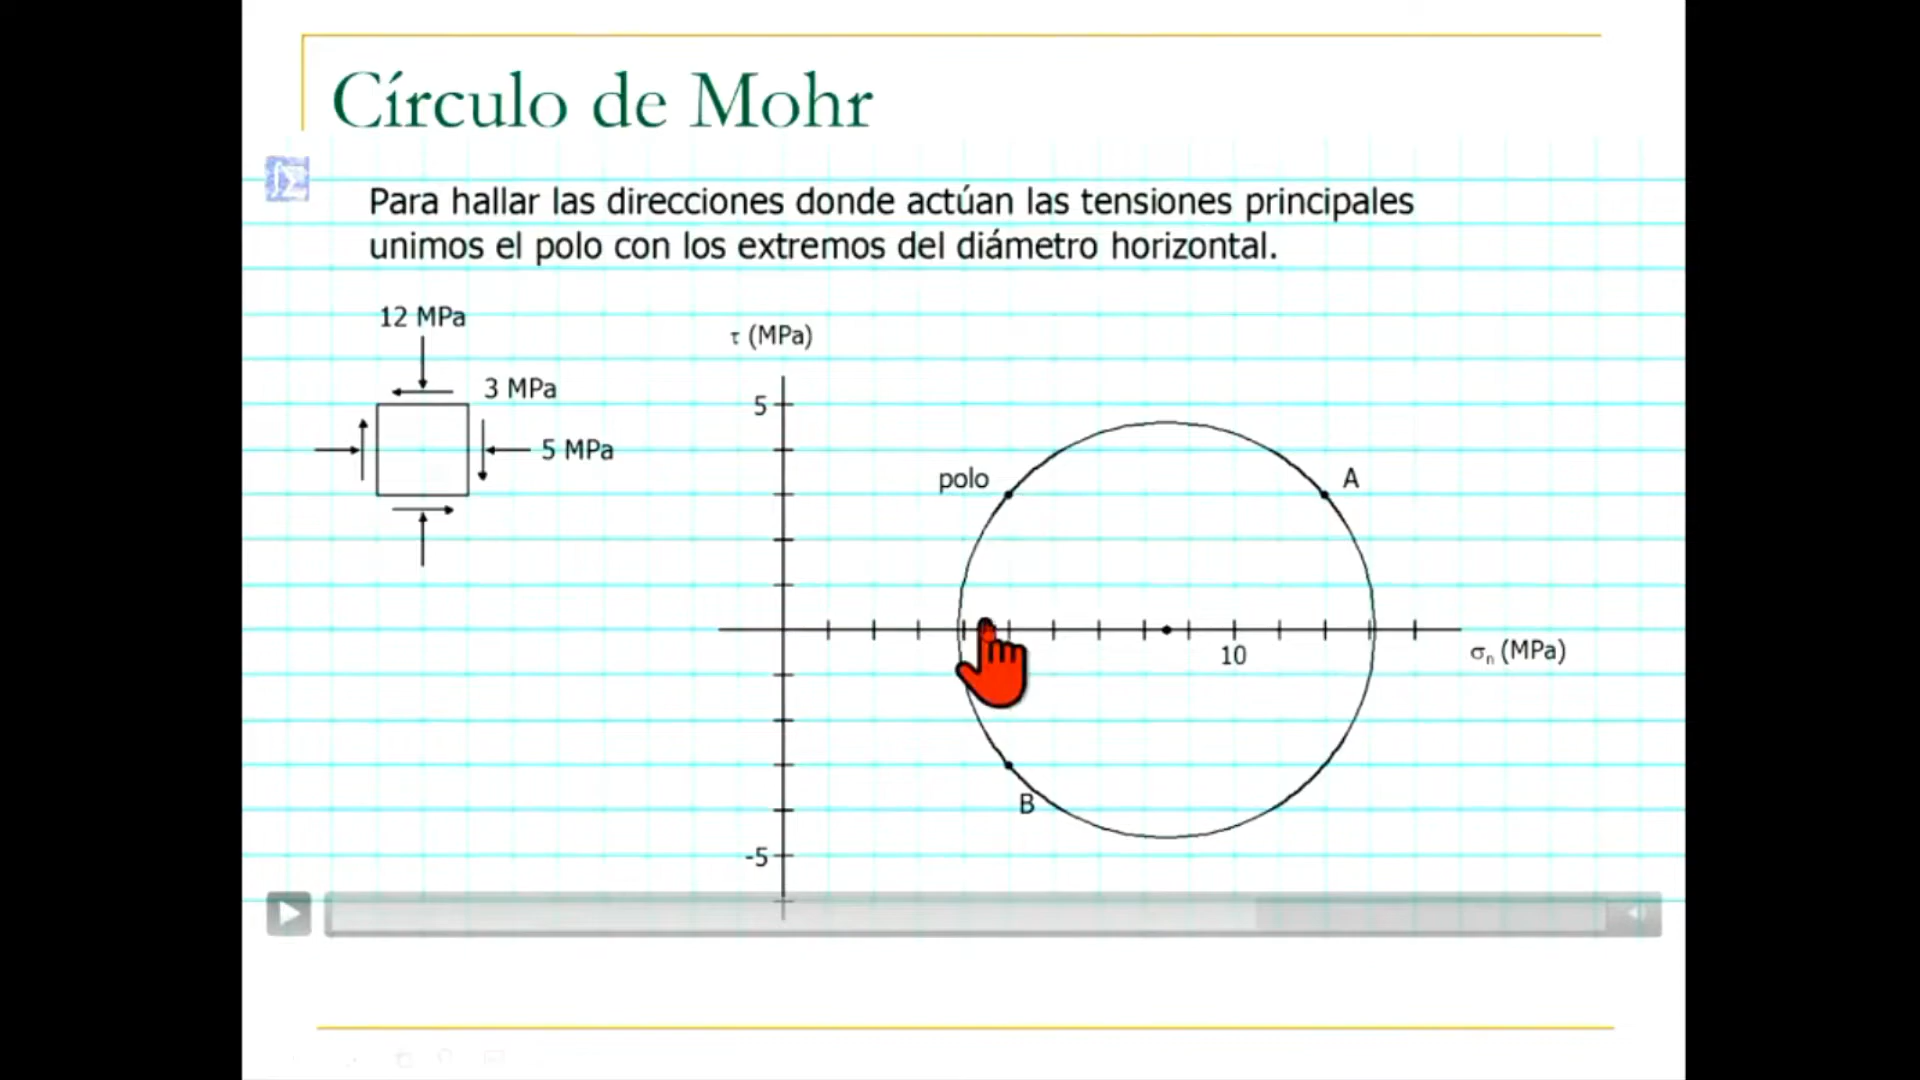 Círculo de Mohr
Para hallar las direcciones donde actúan las tensiones principales
unimos el polo con los extremos del diámetro horizontal.
12 MPa
τ (MPa)
3 MPa
5
5 MPa
polo
A
10
σn (MPa)
B
-5